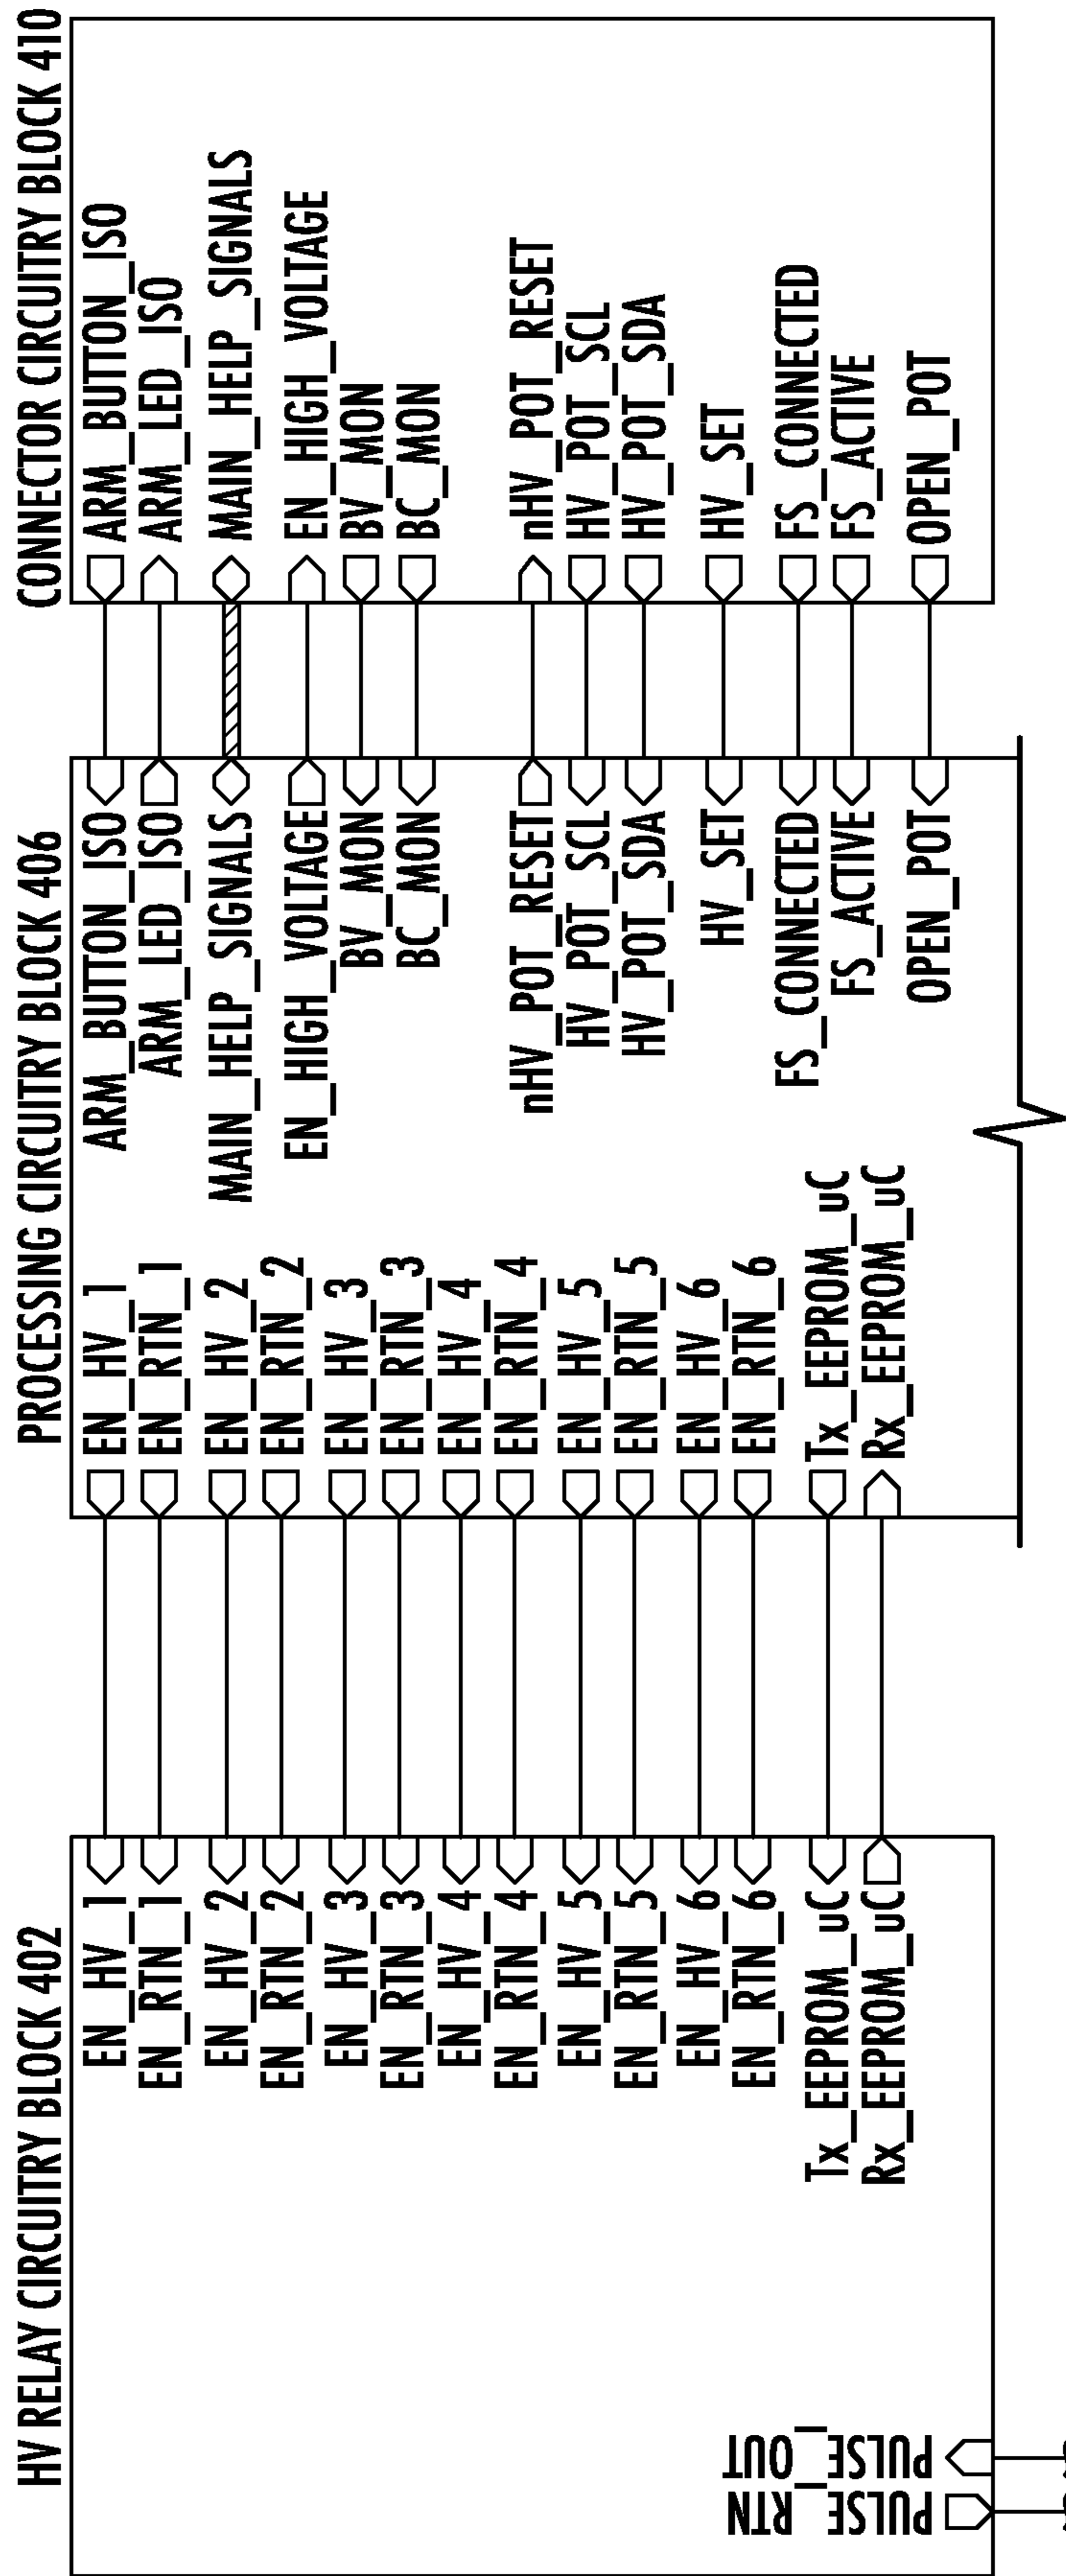 HV RELAY CIRCUITRY BLOCK 402
EN_HV_1
EN_RTN_1
EN_HV_2
EN_RTN_2
EN_HV_3
EN_RTN_3
EN_HV_4
EN_RTN_4
EN_HV_5
EN_RTN_5
EN_HV_6
EN_RTN_6
Tx_EEPROM_uC
Rx_EEPROM_uC
PULSE_RTN
PULSE_OUT
PROCESSING CIRCUITRY BLOCK 406
EN_HV_1
EN_RTN_1
EN_HV_2
EN_RTN_2
EN_HV_3
EN_RTN_3
EN_HV_4
EN_RTN_4
EN_HV_5
EN_RTN_5
EN_HV_6
EN_RTN_6
Tx_EEPROM_uC
Rx_EEPROM_uC
ARM_BUTTON_ISO
ARM_LED_ISO
MAIN_HELP_SIGNALS
EN_HIGH_VOLTAGE
BV_MON
BC_MON
nHV_POT_RESET
HV_POT_SCL
HV_POT_SDA
HV_SET
FS_CONNECTED
FS_ACTIVE
OPEN_POT
CONNECTOR CIRCUITRY BLOCK 410
ARM_BUTTON_ISO
ARM_LED_ISO
MAIN_HELP_SIGNALS
EN_HIGH_VOLTAGE
BV_MON
BC_MON
nHV_POT_RESET
HV_POT_SCL
HV_POT_SDA
HV_SET
FS_CONNECTED
FS_ACTIVE
OPEN_POT